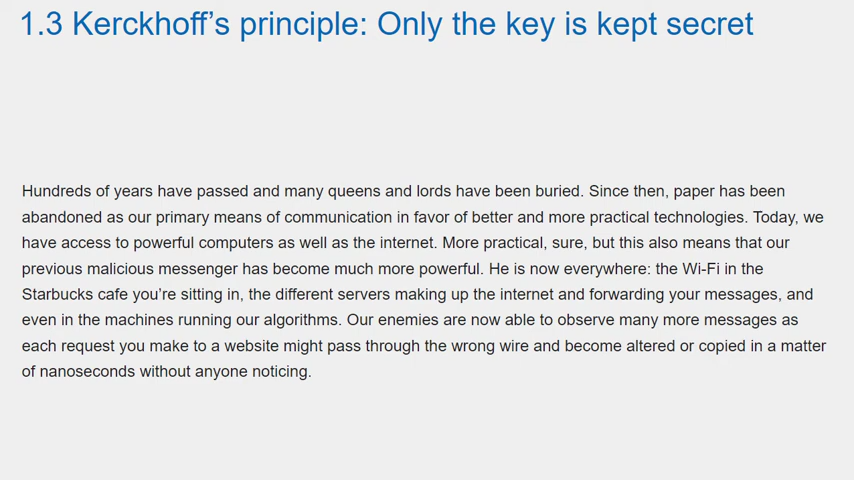 1.3 Kerckhoff’s principle: Only the key is kept secret
Hundreds of years have passed and many queens and lords have been buried. Since then, paper has been
abandoned as our primary means of communication in favor of better and more practical technologies. Today, we
have access to powerful computers as well as the internet. More practical, sure, but this also means that our
previous malicious messenger has become much more powerful. He is now everywhere: the Wi-Fi in the
Starbucks cafe you’re sitting in, the different servers making up the internet and forwarding your messages, and
even in the machines running our algorithms. Our enemies are now able to observe many more messages as
each request you make to a website might pass through the wrong wire and become altered or copied in a matter
of nanoseconds without anyone noticing.